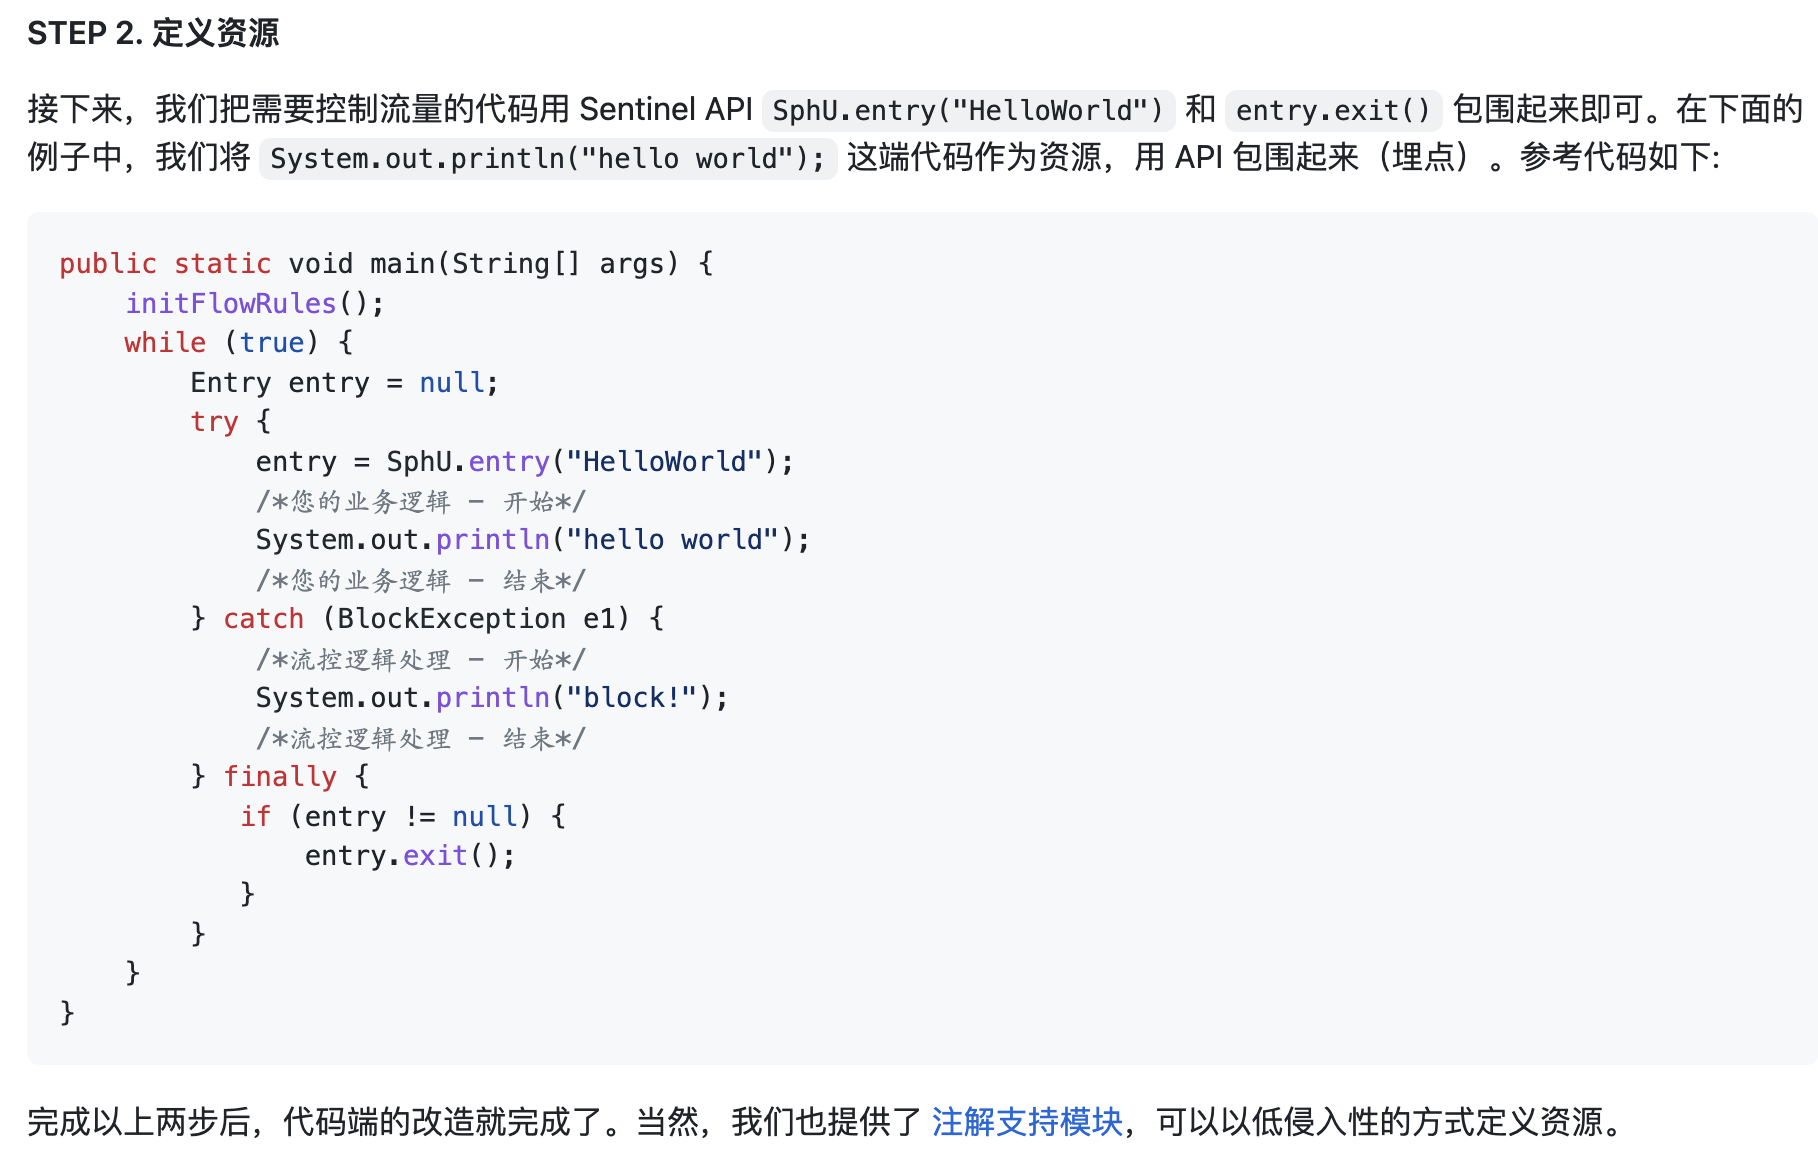 STEP 2. 定义资源
接下来，我们把需要控制流量的代码用 Sentinel API SphU.entry("HelloWorld") 和 entry.exit() 包围起来即可。在下面的
例子中，我们将 System.out.println("hello world"); 这端代码作为资源，用 API 包围起来（埋点）。参考代码如下:
public static void main(String[] args) {
    initFlowRules();
    while (true) {
        Entry entry = null;
        try {
            entry = SphU.entry("HelloWorld");
            /*您的业务逻辑 - 开始*/
            System.out.println("hello world");
            /*您的业务逻辑 - 结束*/
        } catch (BlockException e1) {
            /*流控逻辑处理 - 开始*/
            System.out.println("block!");
            /*流控逻辑处理 - 结束*/
        } finally {
           if (entry != null) {
               entry.exit();
           }
        }
    }
}
完成以上两步后，代码端的改造就完成了。当然，我们也提供了 注解支持模块，可以以低侵入性的方式定义资源。